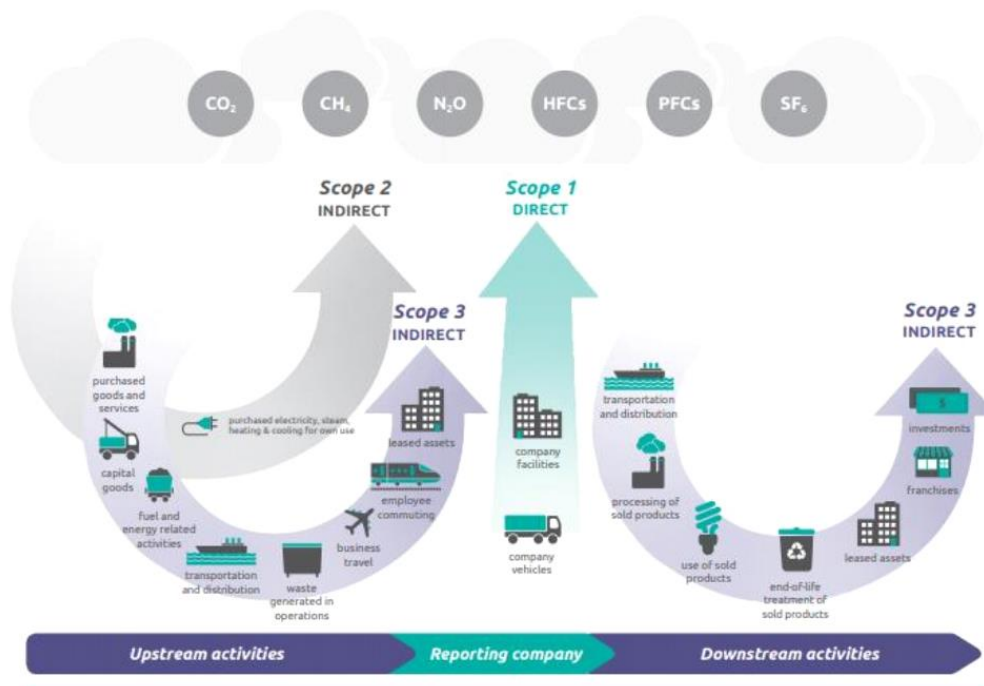 CO₂
CH₄
N₂O
HFCs
PFCs
SF₆
Scope 2
INDIRECT
Scope 1
DIRECT
Scope 3
INDIRECT
Scope 3
INDIRECT
purchased
goods and
services
capital
goods
fuel and
energy related
activities
transportation
and distribution
waste
generated in
operations
business
travel
employee
commuting
leased assets
purchased electricity, steam,
heating & cooling for own use
company
facilities
company
vehicles
transportation
and distribution
processing of
sold products
use of sold
products
end-of-life
treatment of
sold products
leased assets
franchises
investments
$
Upstream activities
Reporting company
Downstream activities